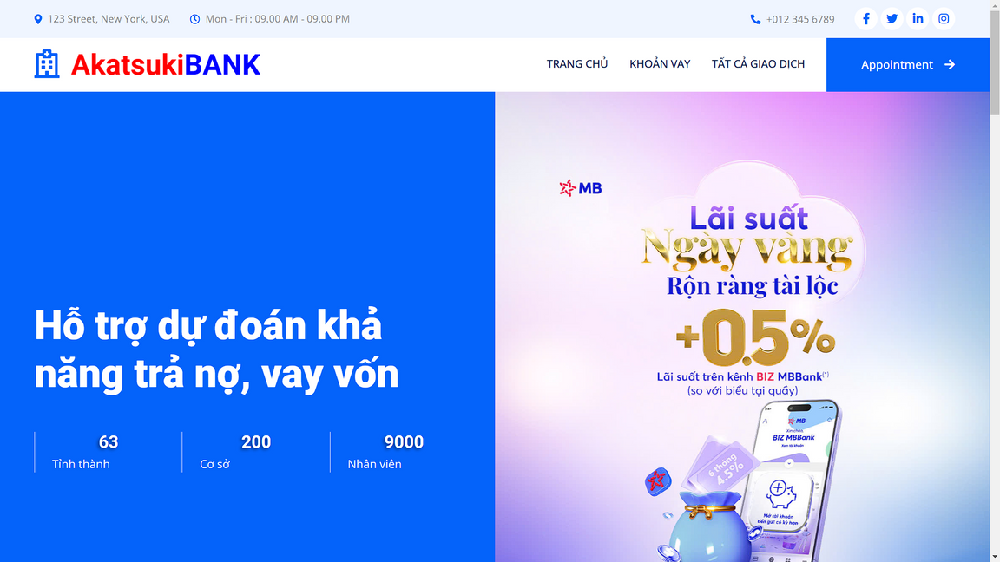 123 Street, New York, USA
Mon - Fri : 09.00 AM - 09.00 PM
+012 345 6789
AkatsukiBANK
TRANG CHỦ
KHOẢN VAY
TẤT CẢ GIAO DỊCH
Appointment
Hỗ trợ dự đoán khả
năng trả nợ, vay vốn
63
Tỉnh thành
200
Cơ sở
9000
Nhân viên
MB
Lãi suất
Ngày vàng
Rộn ràng tài lộc
+0.5%
Lãi suất trên kênh BIZ MBBank(*)
(so với biểu tại quầy)
MB
Xin chào,
BIZ MBBank
Xem tài khoản
6 tháng
4.5%
Mở tài khoản
tiền gửi có kỳ hạn